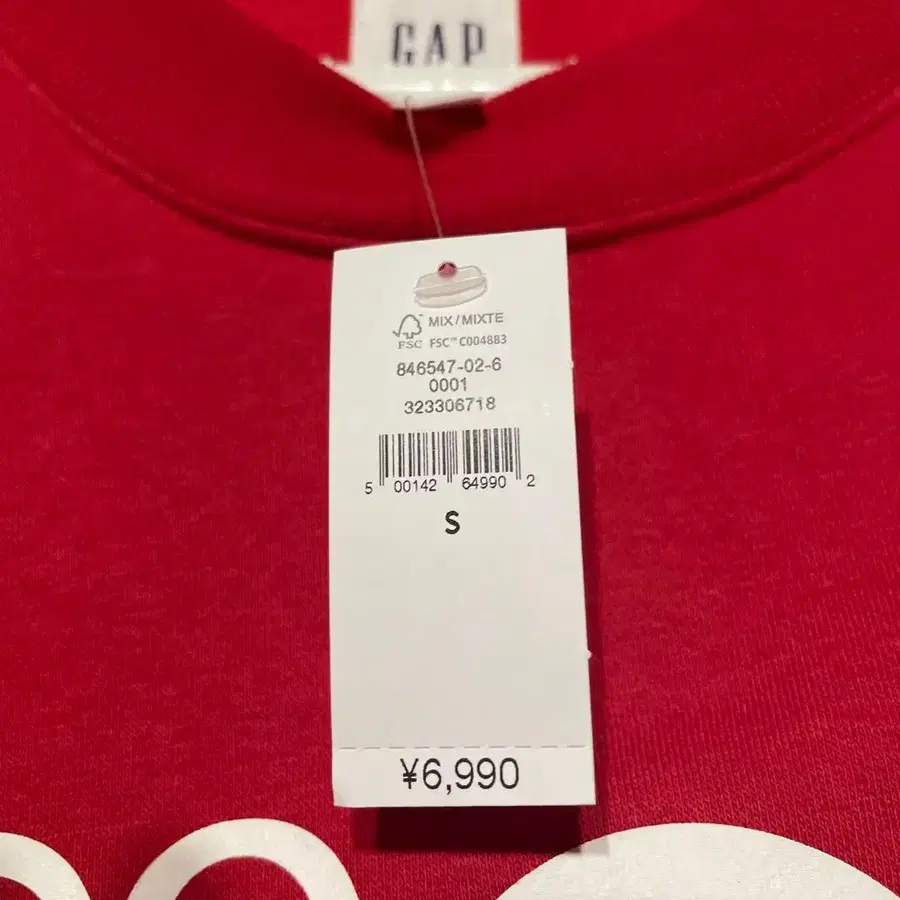 GAP
MIX/MIXTE
FSC FSC™ C004883
846547-02-6
0001
323306718
5 00142 64990 2
S
¥6,990